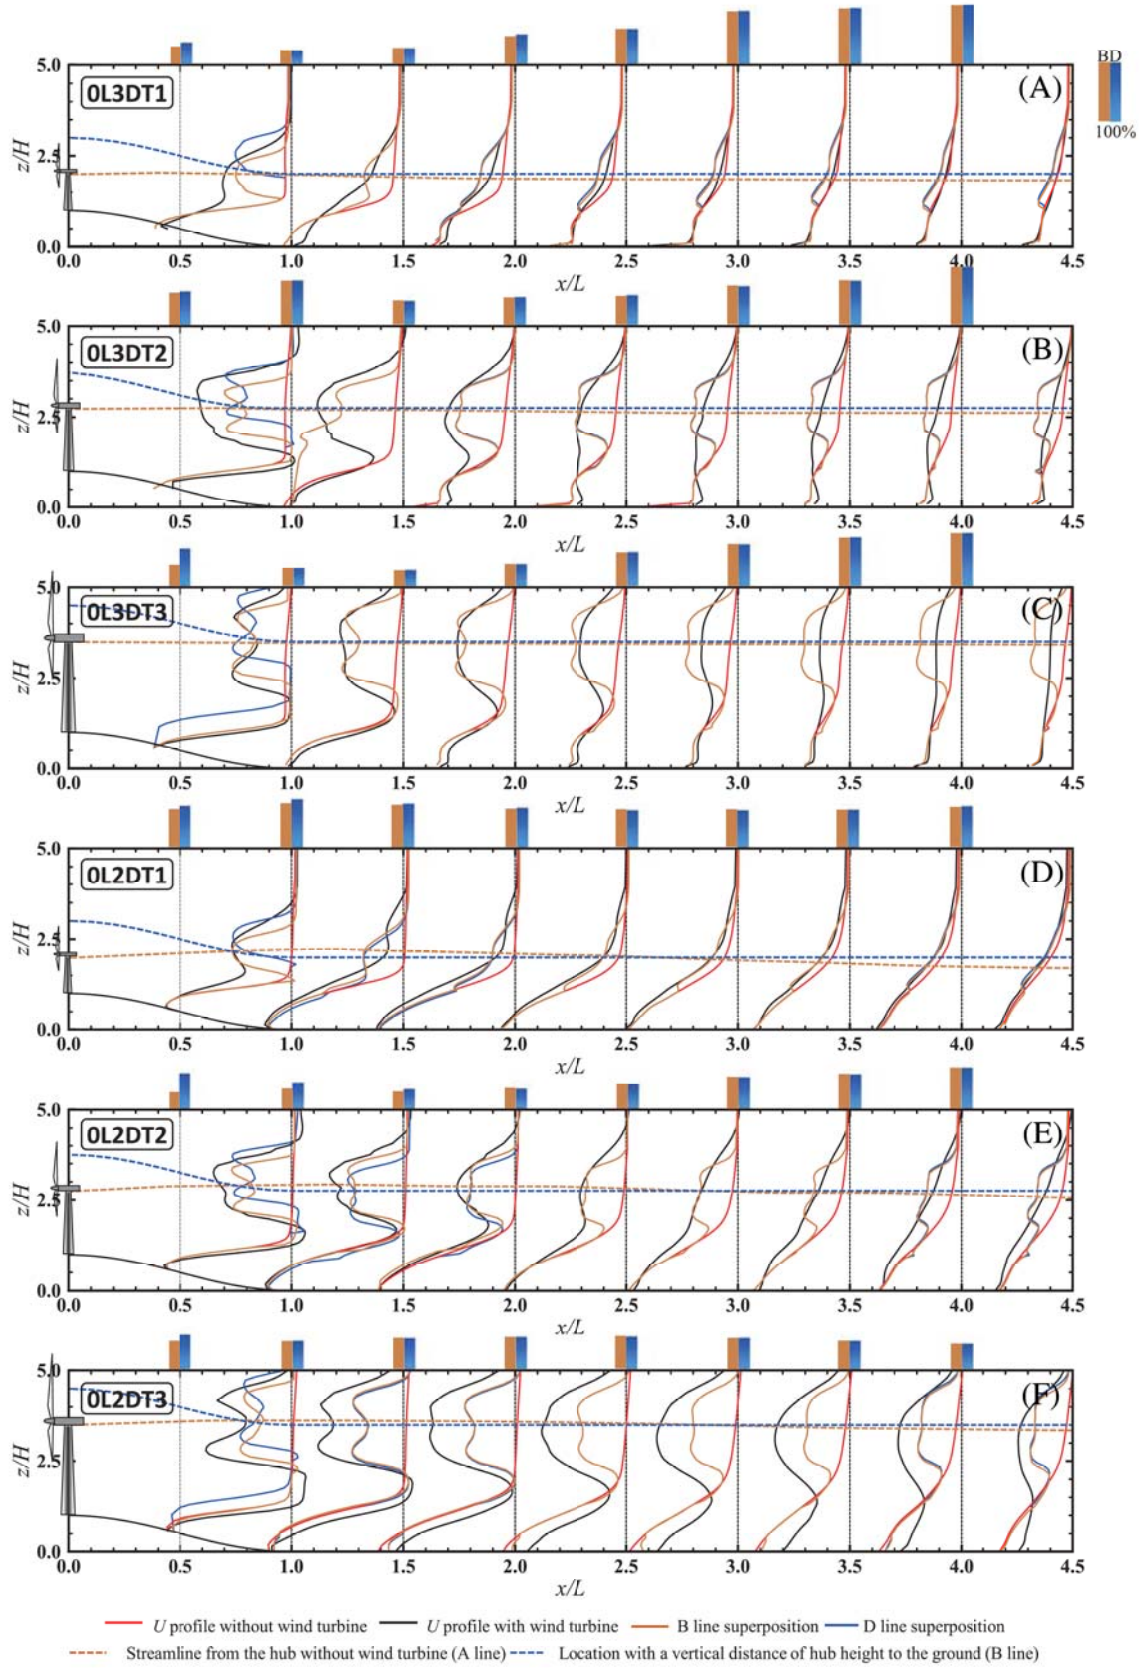 5.0
0L3DT1
(A)
BD
100%
z/H
2.5
0.0
0.0 0.5 1.0 1.5 2.0 2.5 3.0 3.5 4.0 4.5
x/L
5.0
0L3DT2
(B)
z/H
2.5
0.0
0.0 0.5 1.0 1.5 2.0 2.5 3.0 3.5 4.0 4.5
x/L
5.0
0L3DT3
(C)
z/H
2.5
0.0
0.0 0.5 1.0 1.5 2.0 2.5 3.0 3.5 4.0 4.5
x/L
5.0
0L2DT1
(D)
z/H
2.5
0.0
0.0 0.5 1.0 1.5 2.0 2.5 3.0 3.5 4.0 4.5
x/L
5.0
0L2DT2
(E)
z/H
2.5
0.0
0.0 0.5 1.0 1.5 2.0 2.5 3.0 3.5 4.0 4.5
x/L
5.0
0L2DT3
(F)
z/H
2.5
0.0
0.0 0.5 1.0 1.5 2.0 2.5 3.0 3.5 4.0 4.5
x/L
U profile without wind turbine U profile with wind turbine B line superposition D line superposition
Streamline from the hub without wind turbine (A line) Location with a vertical distance of hub height to the ground (B line)